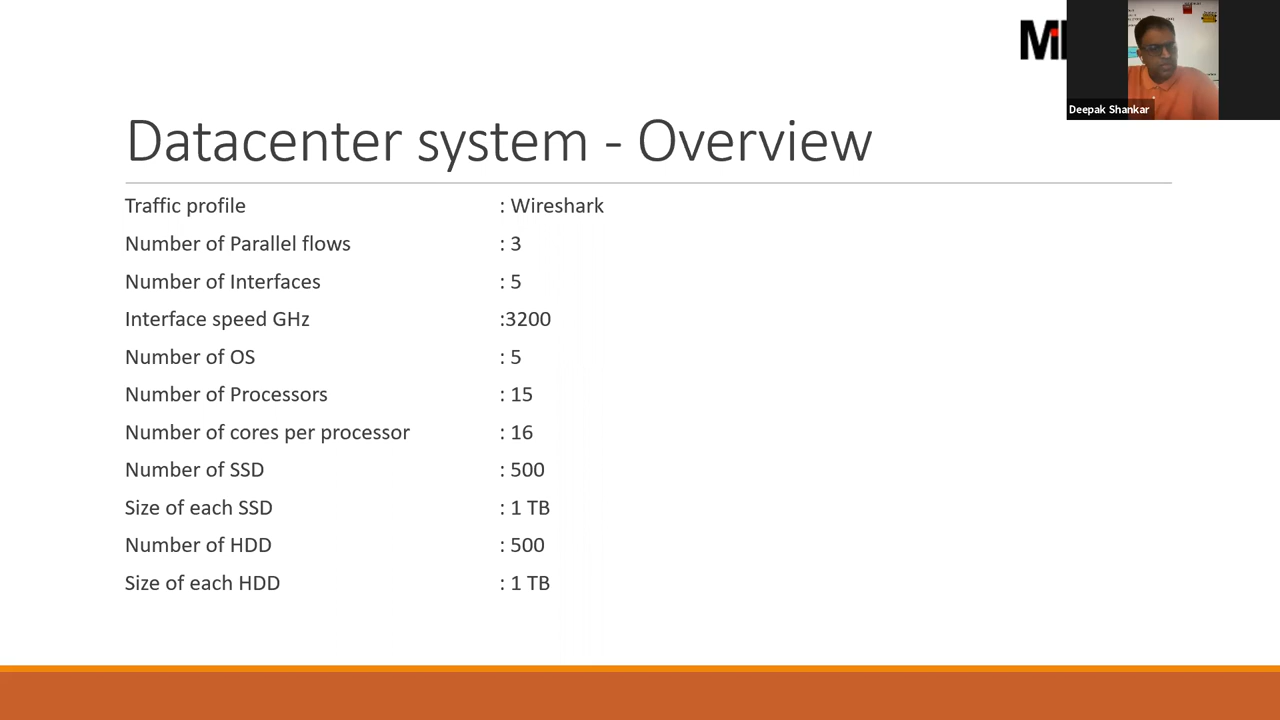 Deepak Shankar
Datacenter system - Overview
Traffic profile : Wireshark
Number of Parallel flows : 3
Number of Interfaces : 5
Interface speed GHz :3200
Number of OS : 5
Number of Processors : 15
Number of cores per processor : 16
Number of SSD : 500
Size of each SSD : 1 TB
Number of HDD : 500
Size of each HDD : 1 TB